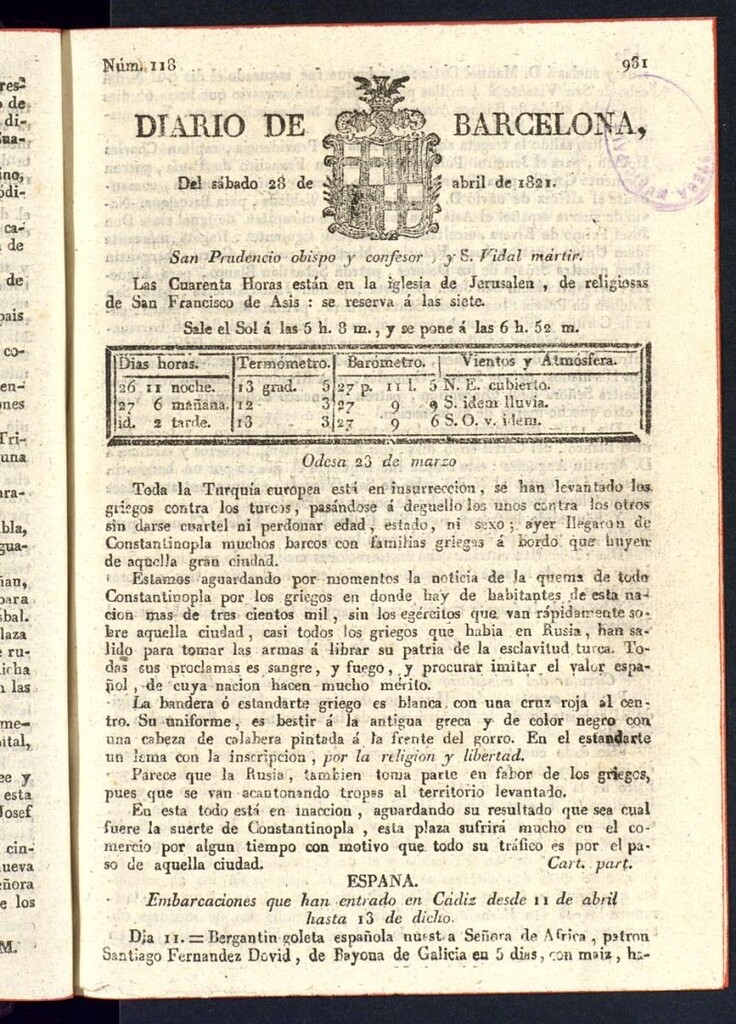 Núm. 118
981
DIARIO DE BARCELONA,
Del sábado 28 de abril de 1821.
San Prudencio obispo y confesor, y S. Vidal mártir.
Las Cuarenta Horas están en la iglesia de Jerusalen, de religiosas
de San Francisco de Asis: se reserva á las siete.
Sale el Sol á las 5 h. 8 m., y se pone á las 6 h. 52 m.
Dias horas. Termómetro. Barómetro. Vientos y Atmósfera.
26 11 noche. 13 grad. 5 27 p. 11 l. 5 N. E. cubierto.
27 6 mañana. 12 3 27 9 9 S. idem lluvia.
id. 2 tarde. 13 3 27 9 6 S. O. v. idem.
Odesa 23 de marzo
Toda la Turquía europea está en insurreccion, se han levantado los
griegos contra los turcos, pasándose á deguello los unos contra los otros
sin darse cuartel ni perdonar edad, estado, ni sexo; ayer llegaron de
Constantinopla muchos barcos con familias griegas á bordo que huyen
de aquella gran ciudad.
Estamos aguardando por momentos la noticia de la quema de todo
Constantinopla por los griegos en donde hay de habitantes de esta na-
cion mas de tres cientos mil, sin los egércitos que van rápidamente so-
bre aquella ciudad, casi todos los griegos que habia en Rusia, han sa-
lido para tomar las armas á librar su patria de la esclavitud turca. To-
das sus proclamas es sangre, y fuego, y procurar imitar el valor espa-
ñol, de cuya nacion hacen mucho mérito.
La bandera ó estandarte griego es blanca con una cruz roja al cen-
tro. Su uniforme, es bestir á la antigua greca y de color negro con
una cabeza de calabera pintada á la frente del gorro. En el estandarte
un lema con la inscripcion, por la religion y libertad.
Parece que la Rusia, tambien toma parte en fabor de los griegos,
pues que se van acantonando tropas al territorio levantado.
En esta todo está en inaccion, aguardando su resultado que sea cual
fuere la suerte de Constantinopla, esta plaza sufrirá mucho en el co-
mercio por algun tiempo con motivo que todo su tráfico es por el pa-
so de aquella ciudad. Cart. part.
ESPAÑA.
Embarcaciones que han entrado en Cádiz desde 11 de abril
hasta 13 de dicho.
Dia 11. = Bergantin goleta española nuest a Señora de Africa, patron
Santiago Fernandez Dovid, de Bayona de Galicia en 5 dias, con maiz, ha-